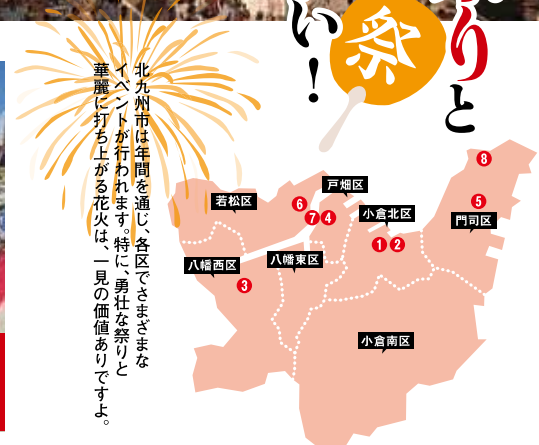 りと
祭
い!
北九州市は年間を通じ、各区でさまざまな
イベントが行われます。特に、勇壮な祭りと
華麗に打ち上がる花火は、一見の価値ありですよ。
8
戸畑区
若松区
6
5
小倉北区
7
4
門司区
1
2
八幡東区
八幡西区
3
小倉南区